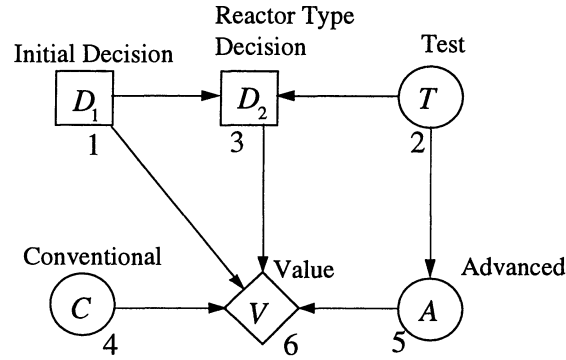 Reactor Type
Decision
Test
Initial Decision
D₁
D₂
T
1
3
2
Conventional
Value
Advanced
C
V
A
4
6
5